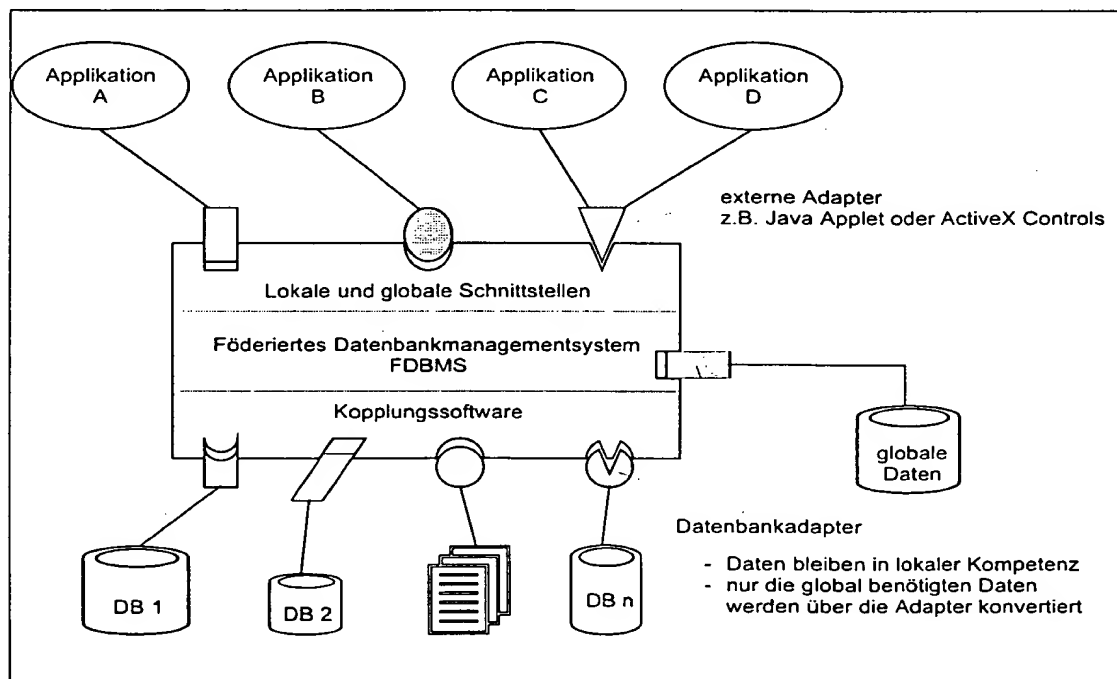 Applikation
A
Applikation
B
Applikation
C
Applikation
D
externe Adapter
z.B. Java Applet oder ActiveX Controls
Lokale und globale Schnittstellen
Föderiertes Datenbankmanagementsystem
FDBMS
Kopplungssoftware
globale
Daten
Datenbankadapter
- Daten bleiben in lokaler Kompetenz
- nur die global benötigten Daten
werden über die Adapter konvertiert
DB 1
DB 2
DB n